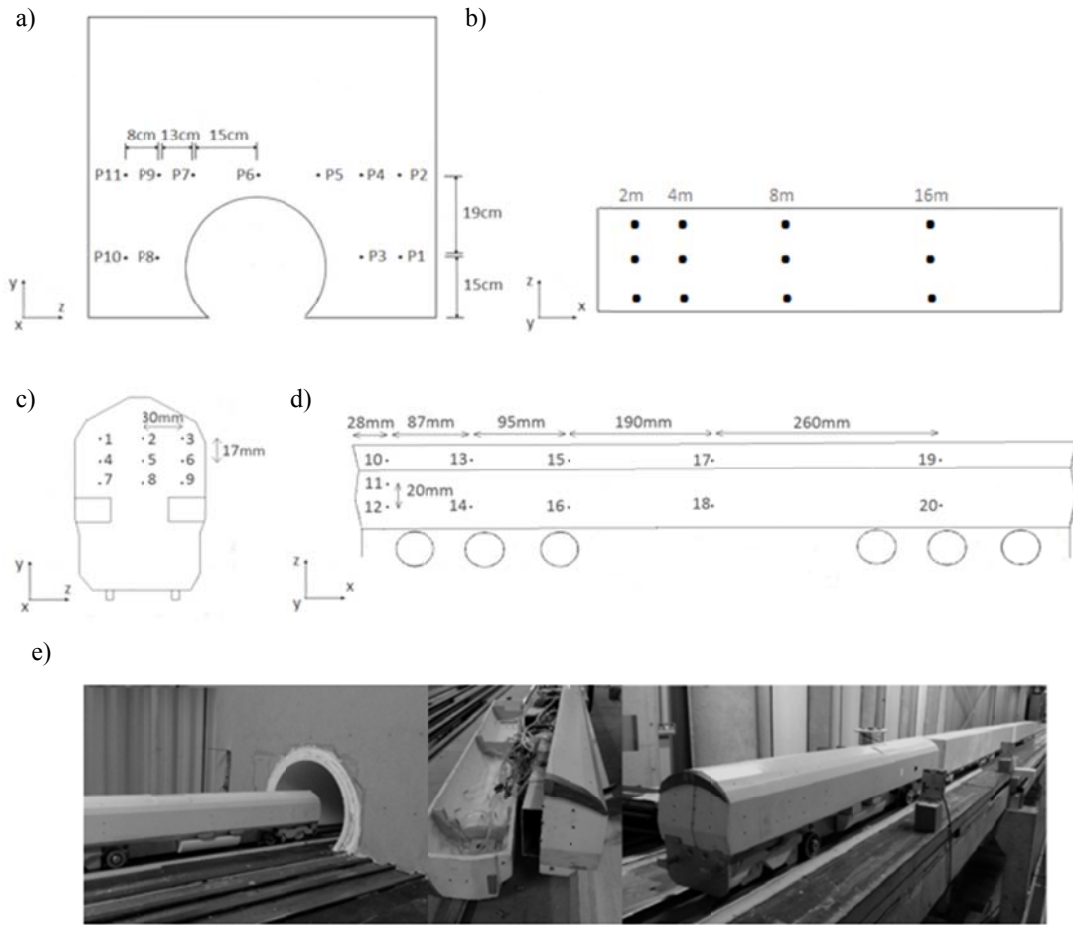 a)
b)
8cm 13cm 15cm
P11 P9 P7 P6 P5 P4 P2
19cm
P10 P8 P3 P1
15cm
y
z
x
2m 4m 8m 16m
z
y
x
c)
30mm
1 2 3
17mm
4 5 6
7 8 9
y
z
x
d)
28mm 87mm 95mm 190mm 260mm
10 13 15 17 19
11
20mm
12 14 16 18 20
z
y
x
e)